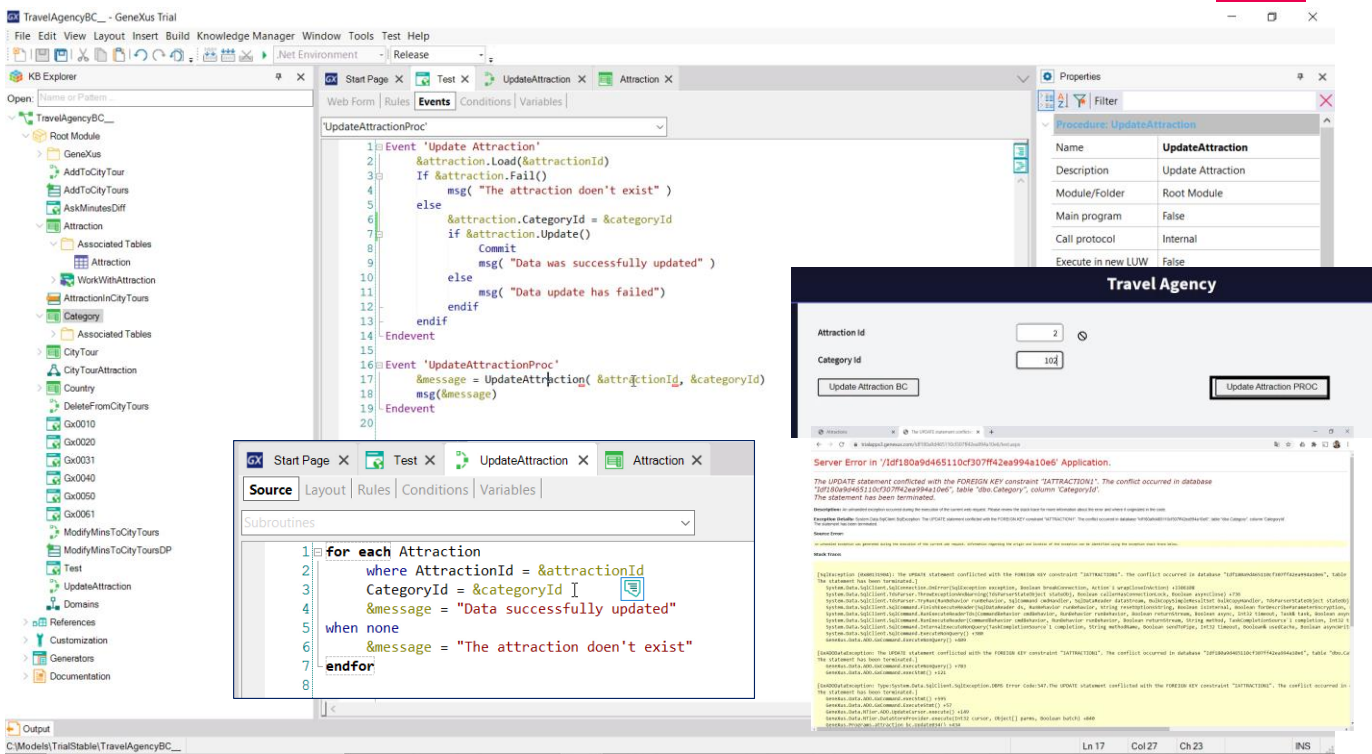 TravelAgencyBC__ - GeneXus Trial
File Edit View Layout Insert Build Knowledge Manager Window Tools Test Help
.Net Environment Release
KB Explorer
Open: Name or Pattern ...
TravelAgencyBC__
Root Module
GeneXus
AddToCityTour
AddToCityTours
AskMinutesDiff
Attraction
Associated Tables
Attraction
WorkWithAttraction
AttractionInCityTours
Category
Associated Tables
CityTour
CityTourAttraction
Country
DeleteFromCityTours
Gx0010
Gx0020
Gx0031
Gx0040
Gx0050
Gx0061
ModifyMinsToCityTours
ModifyMinsToCityToursDP
Test
UpdateAttraction
Domains
References
Customization
Generators
Documentation
Start Page Test UpdateAttraction Attraction
Web Form Rules Events Conditions Variables
'UpdateAttractionProc'
1 Event 'Update Attraction'
2 &attraction.Load(&attractionId)
3 If &attraction.Fail()
4 msg( "The attraction doen't exist" )
5 else
6 &attraction.CategoryId = &categoryId
7 if &attraction.Update()
8 Commit
9 msg( "Data was successfully updated" )
10 else
11 msg( "Data update has failed")
12 endif
13 endif
14 Endevent
15
16 Event 'UpdateAttractionProc'
17 &message = UpdateAttraction( &attractionId, &categoryId)
18 msg(&message)
19 Endevent
20
Properties
Filter
Procedure: UpdateAttraction
Name UpdateAttraction
Description Update Attraction
Module/Folder Root Module
Main program False
Call protocol Internal
Execute in new LUW False
Travel Agency
Attraction Id 2
Category Id 102
Update Attraction BC Update Attraction PROC
Start Page Test UpdateAttraction Attraction
Source Layout Rules Conditions Variables
Subroutines
1 for each Attraction
2 where AttractionId = &attractionId
3 CategoryId = &categoryId
4 &message = "Data successfully updated"
5 when none
6 &message = "The attraction doen't exist"
7 endfor
8
Server Error in '/Idf180a9d465110cf307ff42ea994a10e6' Application.
The UPDATE statement conflicted with the FOREIGN KEY constraint "IATTRACTION1". The conflict occurred in database
"Idf180a9d465110cf307ff42ea994a10e6", table "dbo.Category", column 'CategoryId'.
The statement has been terminated.
Source Error:
Stack Trace:
Output
C:\Models\TrialStable\TravelAgencyBC__
Ln 17 Col 27 Ch 23 INS